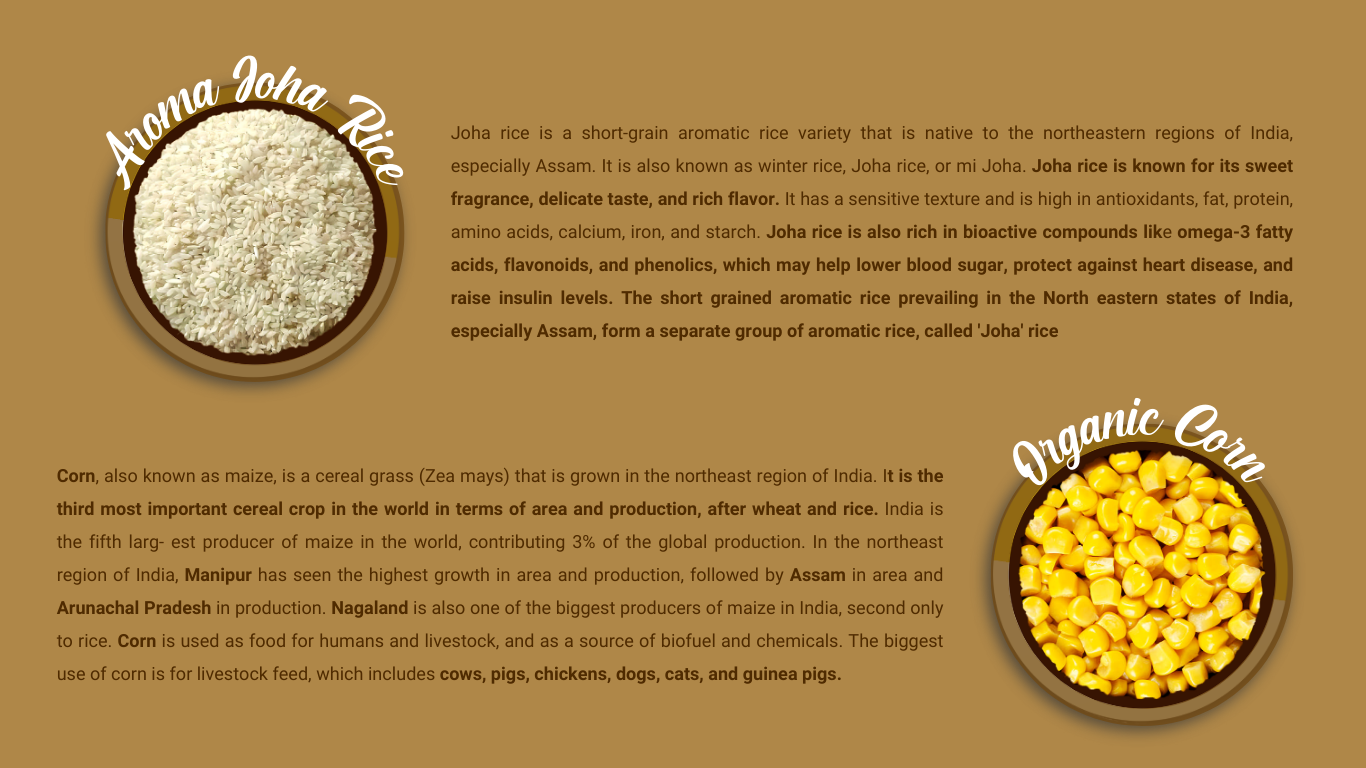 Aroma Joha Rice
Joha rice is a short-grain aromatic rice variety that is native to the northeastern regions of India,
especially Assam. It is also known as winter rice, Joha rice, or mi Joha. Joha rice is known for its sweet
fragrance, delicate taste, and rich flavor. It has a sensitive texture and is high in antioxidants, fat, protein,
amino acids, calcium, iron, and starch. Joha rice is also rich in bioactive compounds like omega-3 fatty
acids, flavonoids, and phenolics, which may help lower blood sugar, protect against heart disease, and
raise insulin levels. The short grained aromatic rice prevailing in the North eastern states of India,
especially Assam, form a separate group of aromatic rice, called 'Joha' rice
Organic Corn
Corn, also known as maize, is a cereal grass (Zea mays) that is grown in the northeast region of India. It is the
third most important cereal crop in the world in terms of area and production, after wheat and rice. India is
the fifth larg- est producer of maize in the world, contributing 3% of the global production. In the northeast
region of India, Manipur has seen the highest growth in area and production, followed by Assam in area and
Arunachal Pradesh in production. Nagaland is also one of the biggest producers of maize in India, second only
to rice. Corn is used as food for humans and livestock, and as a source of biofuel and chemicals. The biggest
use of corn is for livestock feed, which includes cows, pigs, chickens, dogs, cats, and guinea pigs.